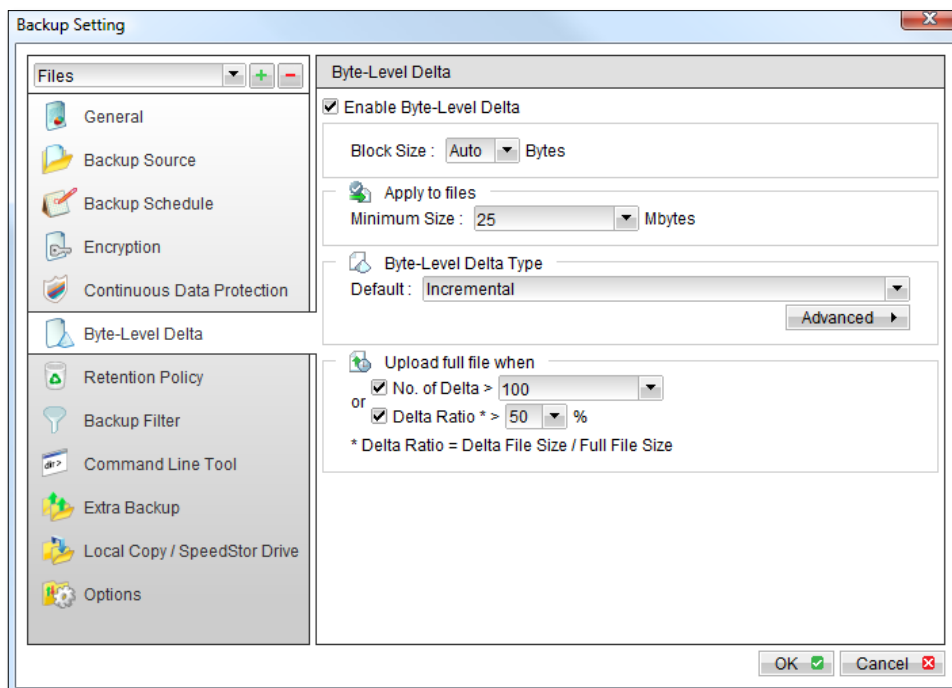 Backup Setting
Files
General
Backup Source
Backup Schedule
Encryption
Continuous Data Protection
Byte-Level Delta
Retention Policy
Backup Filter
dir>
Command Line Tool
Extra Backup
Local Copy / SpeedStor Drive
Options
Byte-Level Delta
Enable Byte-Level Delta
Block Size : Auto Bytes
Apply to files
Minimum Size : 25 Mbytes
Byte-Level Delta Type
Default : Incremental
Advanced
Upload full file when
No. of Delta > 100
or
Delta Ratio * > 50 %
* Delta Ratio = Delta File Size / Full File Size
OK Cancel